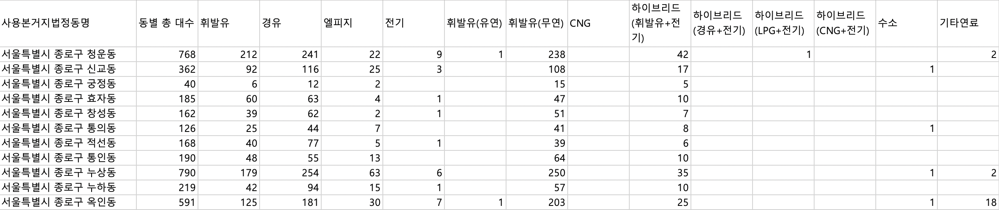 사용본거지법정동명 동별 총 대수 휘발유 경유 엘피지 전기 휘발유(유연) 휘발유(무연) CNG 하이브리드(휘발유+전기) 하이브리드(경유+전기) 하이브리드(LPG+전기) 하이브리드(CNG+전기) 수소 기타연료
서울특별시 종로구 청운동 768 212 241 22 9 1 238 42 1 2
서울특별시 종로구 신교동 362 92 116 25 3 108 17 1
서울특별시 종로구 궁정동 40 6 12 2 15 5
서울특별시 종로구 효자동 185 60 63 4 1 47 10
서울특별시 종로구 창성동 162 39 62 2 1 51 7
서울특별시 종로구 통의동 126 25 44 7 41 8 1
서울특별시 종로구 적선동 168 40 77 5 1 39 6
서울특별시 종로구 통인동 190 48 55 13 64 10
서울특별시 종로구 누상동 790 179 254 63 6 250 35 1 2
서울특별시 종로구 누하동 219 42 94 15 1 57 10
서울특별시 종로구 옥인동 591 125 181 30 7 1 203 25 1 18